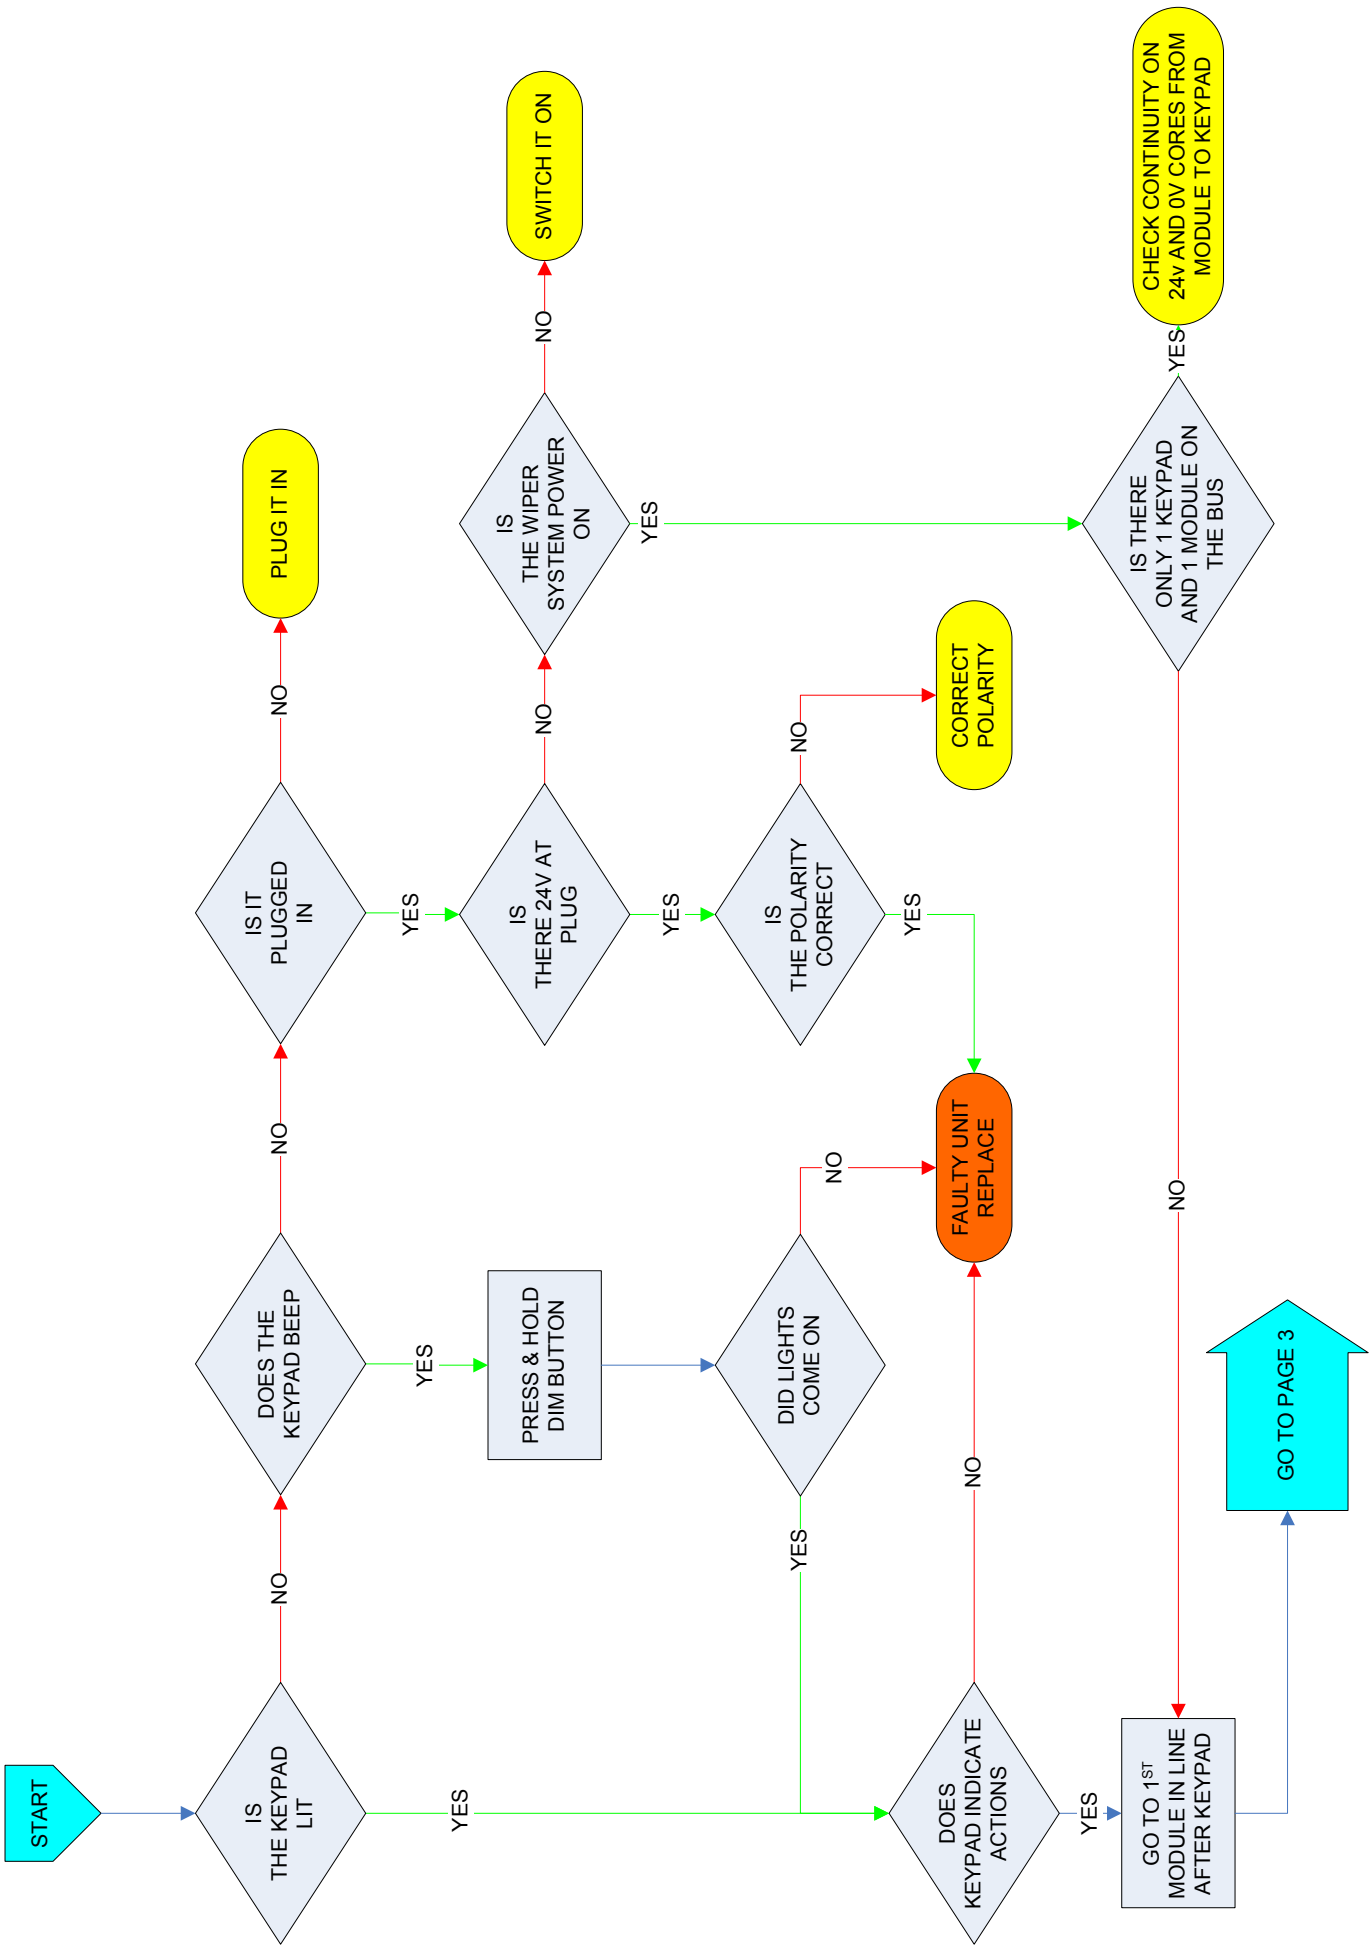 START
IS
THE KEYPAD
LIT
NO
YES
DOES THE
KEYPAD BEEP
NO
YES
IS IT
PLUGGED
IN
NO
YES
PLUG IT IN
PRESS & HOLD
DIM BUTTON
IS
THERE 24V AT
PLUG
NO
YES
IS
THE WIPER
SYSTEM POWER
ON
NO
YES
SWITCH IT ON
DID LIGHTS
COME ON
YES
NO
IS
THE POLARITY
CORRECT
NO
YES
CORRECT
POLARITY
DOES
KEYPAD INDICATE
ACTIONS
NO
YES
FAULTY UNIT
REPLACE
GO TO 1ST
MODULE IN LINE
AFTER KEYPAD
NO
IS THERE
ONLY 1 KEYPAD
AND 1 MODULE ON
THE BUS
YES
CHECK CONTINUITY ON
24v AND 0V CORES FROM
MODULE TO KEYPAD
GO TO PAGE 3